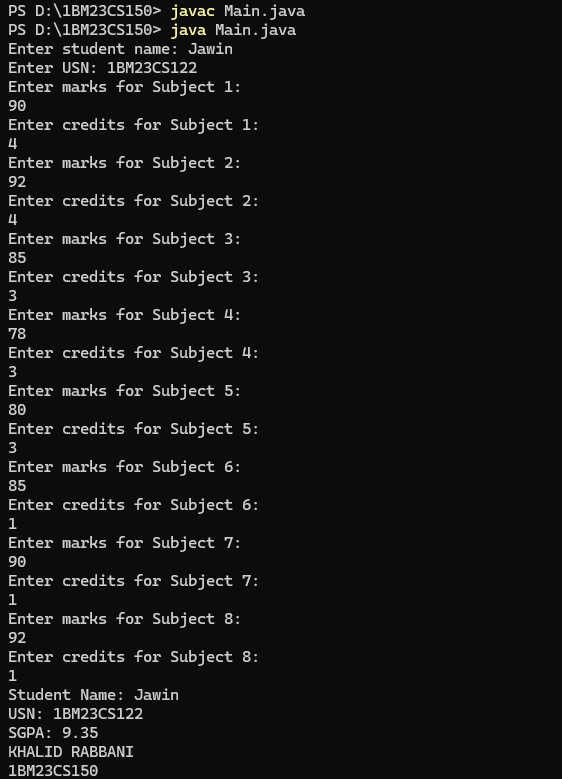 PS D:\1BM23CS150> javac Main.java
PS D:\1BM23CS150> java Main.java
Enter student name: Jawin
Enter USN: 1BM23CS122
Enter marks for Subject 1:
90
Enter credits for Subject 1:
4
Enter marks for Subject 2:
92
Enter credits for Subject 2:
4
Enter marks for Subject 3:
85
Enter credits for Subject 3:
3
Enter marks for Subject 4:
78
Enter credits for Subject 4:
3
Enter marks for Subject 5:
80
Enter credits for Subject 5:
3
Enter marks for Subject 6:
85
Enter credits for Subject 6:
1
Enter marks for Subject 7:
90
Enter credits for Subject 7:
1
Enter marks for Subject 8:
92
Enter credits for Subject 8:
1
Student Name: Jawin
USN: 1BM23CS122
SGPA: 9.35
KHALID RABBANI
1BM23CS150